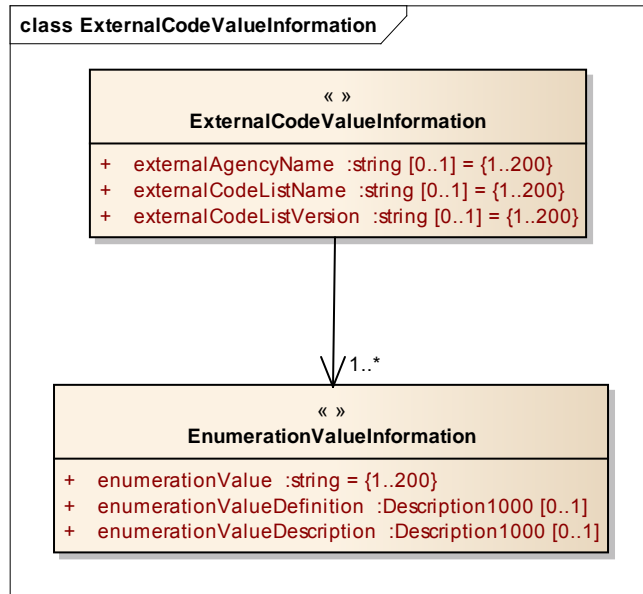 class ExternalCodeValueInformation
« »
ExternalCodeValueInformation
+ externalAgencyName :string [0..1] = {1..200}
+ externalCodeListName :string [0..1] = {1..200}
+ externalCodeListVersion :string [0..1] = {1..200}
1..*
« »
EnumerationValueInformation
+ enumerationValue :string = {1..200}
+ enumerationValueDefinition :Description1000 [0..1]
+ enumerationValueDescription :Description1000 [0..1]